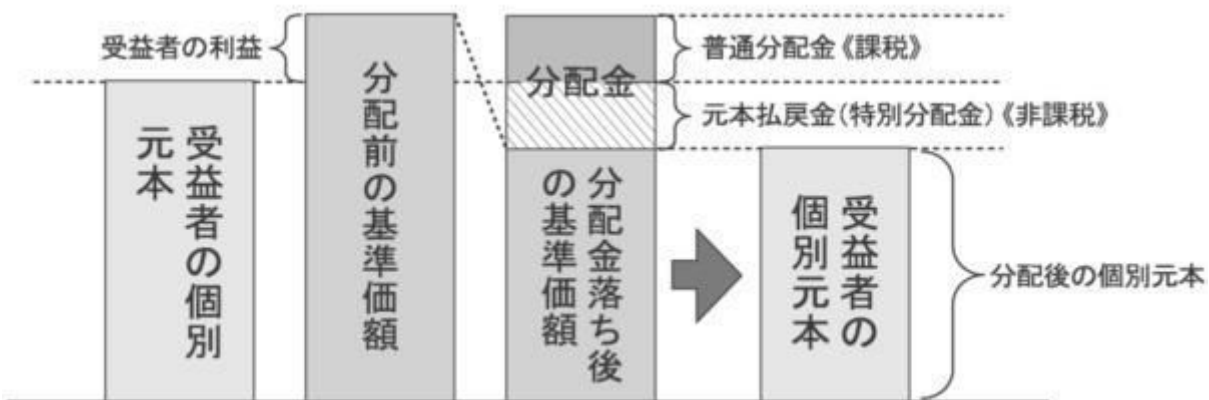 受益者の利益
受益者の個別
元本
分配前の基準価額
分配金
分配金落ち後
の基準価額
普通分配金《課税》
元本払戻金(特別分配金)《非課税》
受益者の
個別元本
分配後の個別元本